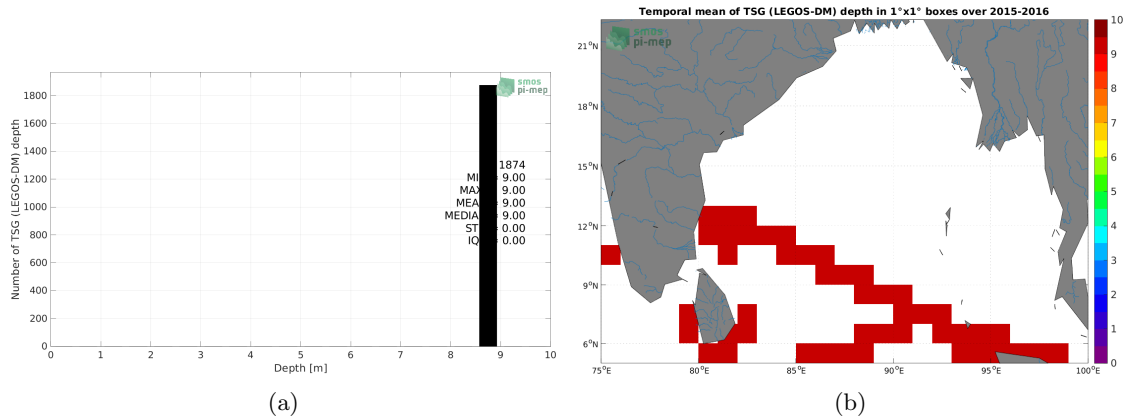 smos
pi-mep
1800
1600
1400
1200
1000
800
600
400
200
0
Number of TSG (LEGOS-DM) depth
1874
9.00
9.00
9.00
9.00
0.00
0.00
0 1 2 3 4 5 6 7 8 9 10
Depth [m]
(a)
Temporal mean of TSG (LEGOS-DM) depth in 1°x1° boxes over 2015-2016
smos
pi-mep
21°N
18°N
15°N
12°N
9°N
6°N
75°E 80°E 85°E 90°E 95°E 100°E
10
9
8
7
6
5
4
3
2
1
0
(b)